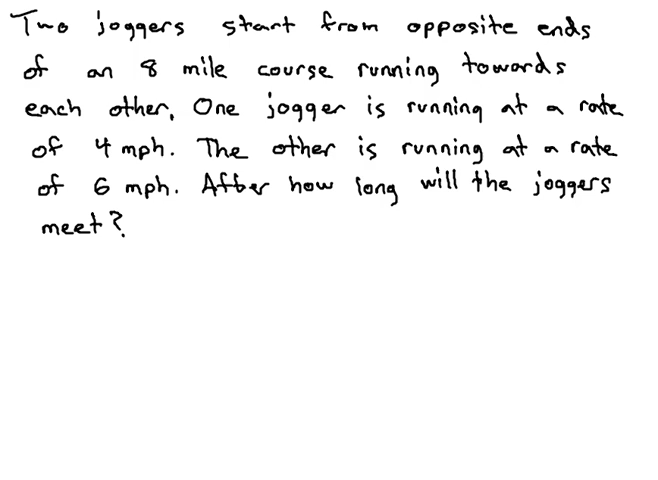 Two joggers start from opposite ends
of an 8 mile course running towards
each other. One jogger is running at a rate
of 4 mph. The other is running at a rate
of 6 mph. After how long will the joggers
meet?